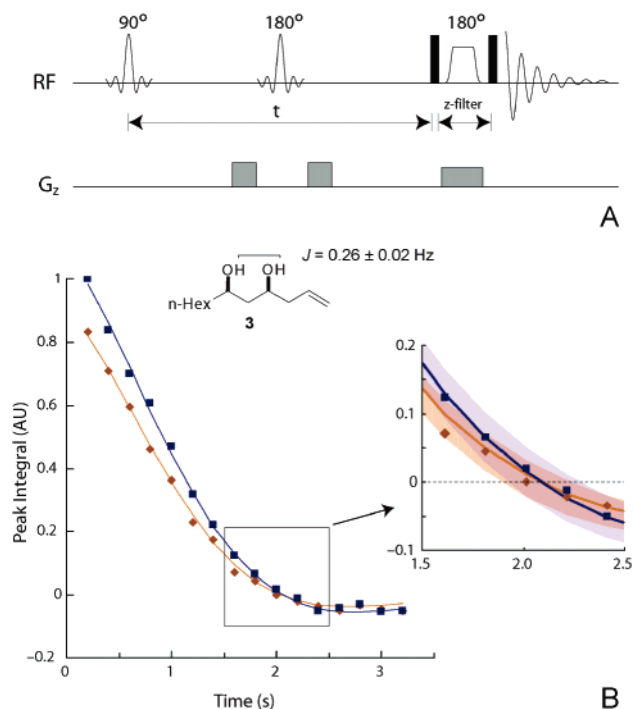 90° 180° 180°
RF
t
z-filter
Gz
A
B
J = 0.26 ± 0.02 Hz
OH OH
n-Hex
3
Peak Integral (AU)
1
0.8
0.6
0.4
0.2
0
−0.2
0 1 2 3
Time (s)
0.2
0.1
0
−0.1
1.5 2.0 2.5